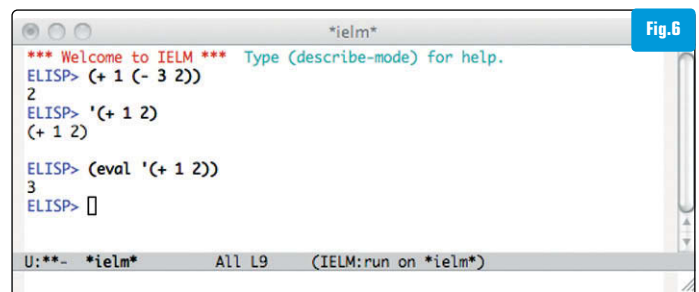 *ielm*
Fig.6
*** Welcome to IELM ***  Type (describe-mode) for help.
ELISP> (+ 1 (- 3 2))
2
ELISP> '(+ 1 2)
(+ 1 2)
ELISP> (eval '(+ 1 2))
3
ELISP>
U:**-  *ielm*        All L9     (IELM:run on *ielm*)